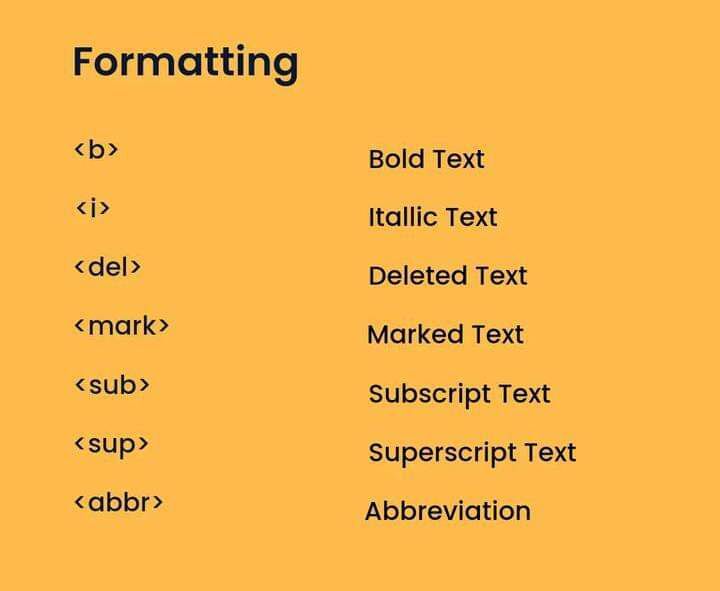 Formatting
<b> Bold Text
<i> Itallic Text
<del> Deleted Text
<mark> Marked Text
<sub> Subscript Text
<sup> Superscript Text
<abbr> Abbreviation